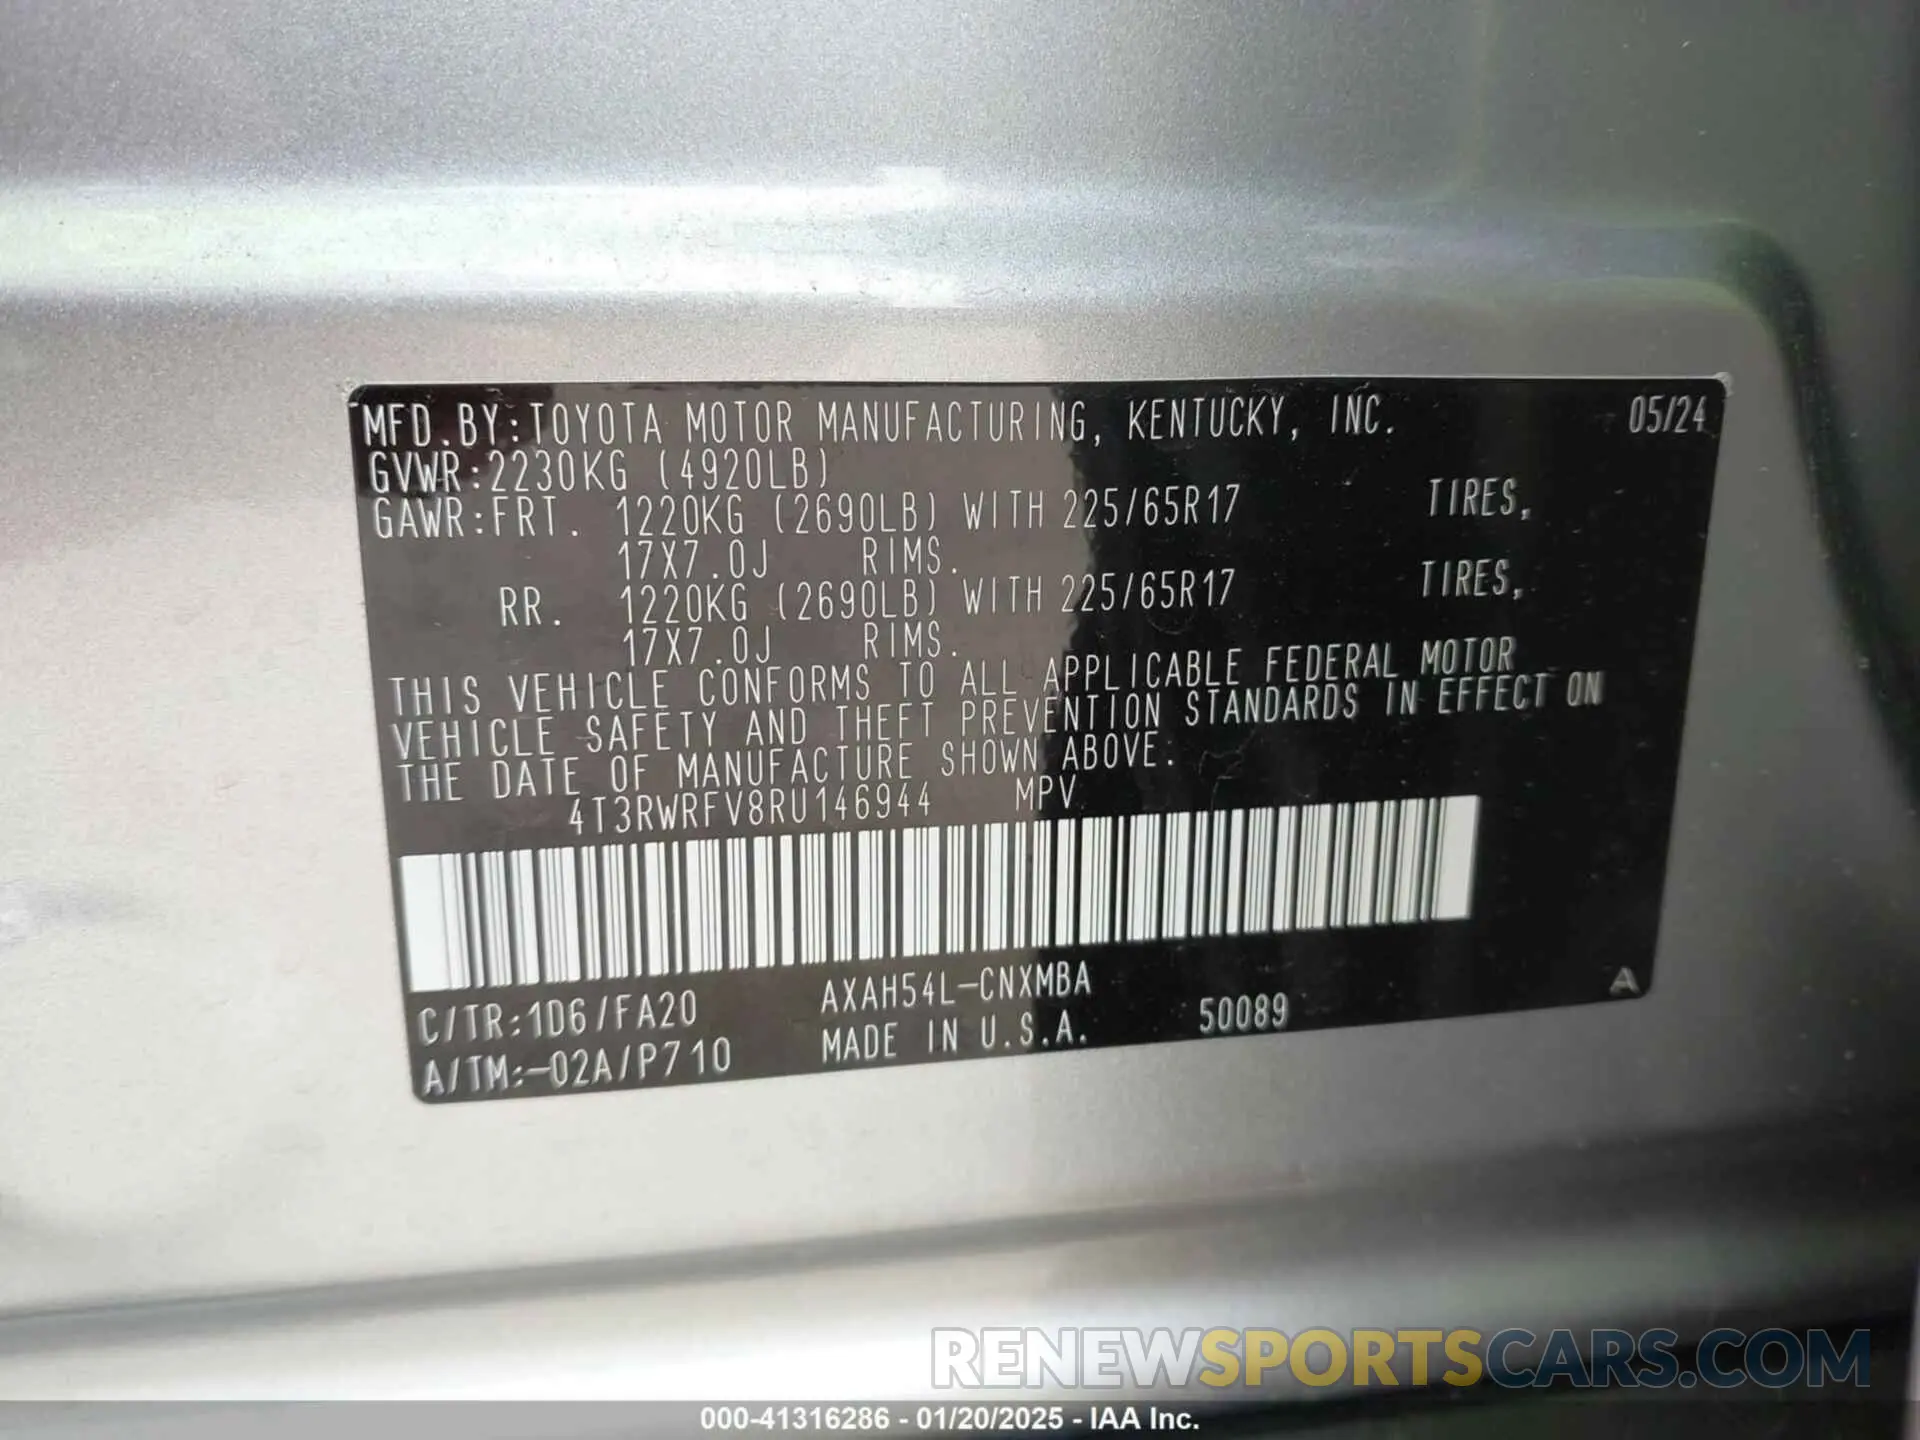 MFD.BY:TOYOTA MOTOR MANUFACTURING, KENTUCKY, INC. 05/24
GVWR:2230KG (4920LB)
GAWR:FRT. 1220KG (2690LB) WITH 225/65R17 TIRES,
17X7.0J RIMS.
RR. 1220KG (2690LB) WITH 225/65R17 TIRES,
17X7.0J RIMS.
THIS VEHICLE CONFORMS TO ALL APPLICABLE FEDERAL MOTOR
VEHICLE SAFETY AND THEFT PREVENTION STANDARDS IN EFFECT ON
THE DATE OF MANUFACTURE SHOWN ABOVE.
4T3RWRFV8RU146944 MPV
C/TR:1D6/FA20 AXAH54L-CNXMBA A
A/TM:-02A/P710 MADE IN U.S.A. 50089
RENEWSPORTSCARS.COM
000-41316286 - 01/20/2025 - IAA Inc.